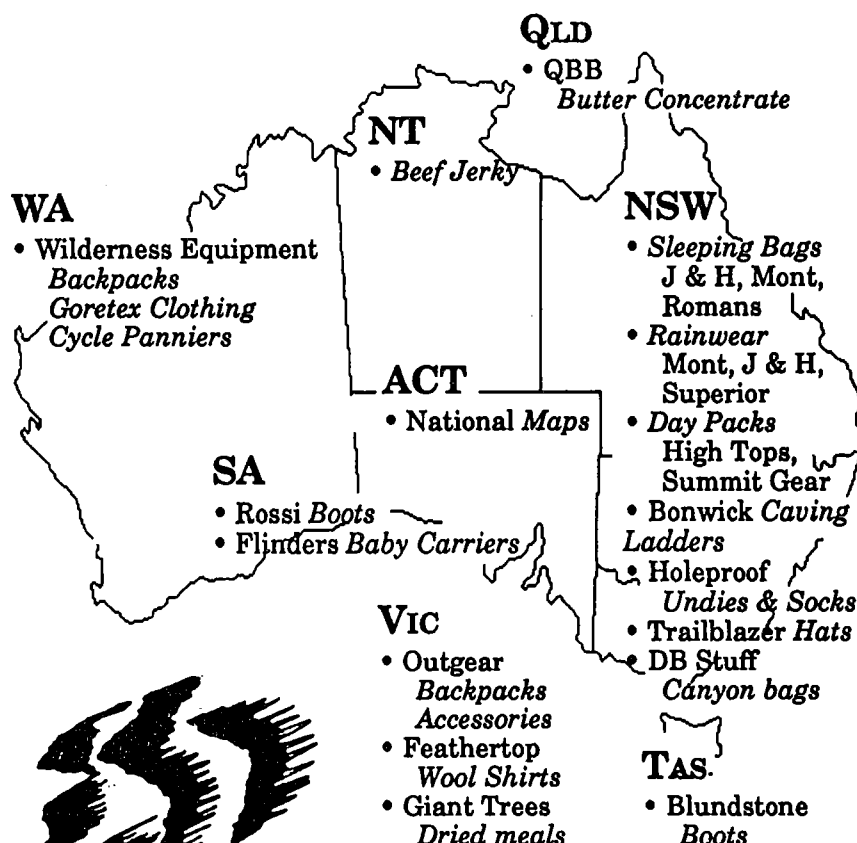 QLD
• QBB
Butter Concentrate
NT
• Beef Jerky
WA
• Wilderness Equipment
Backpacks
Goretex Clothing
Cycle Panniers
NSW
• Sleeping Bags
J & H, Mont,
Romans
• Rainwear
Mont, J & H,
Superior
• Day Packs
High Tops,
Summit Gear
• Bonwick Caving
Ladders
• Holeproof
Undies & Socks
• Trailblazer Hats
• DB Stuff
Canyon bags
ACT
• National Maps
SA
• Rossi Boots
• Flinders Baby Carriers
VIC
• Outgear
Backpacks
Accessories
• Feathertop
Wool Shirts
• Giant Trees
Dried meals
TAS.
• Blundstone
Boots